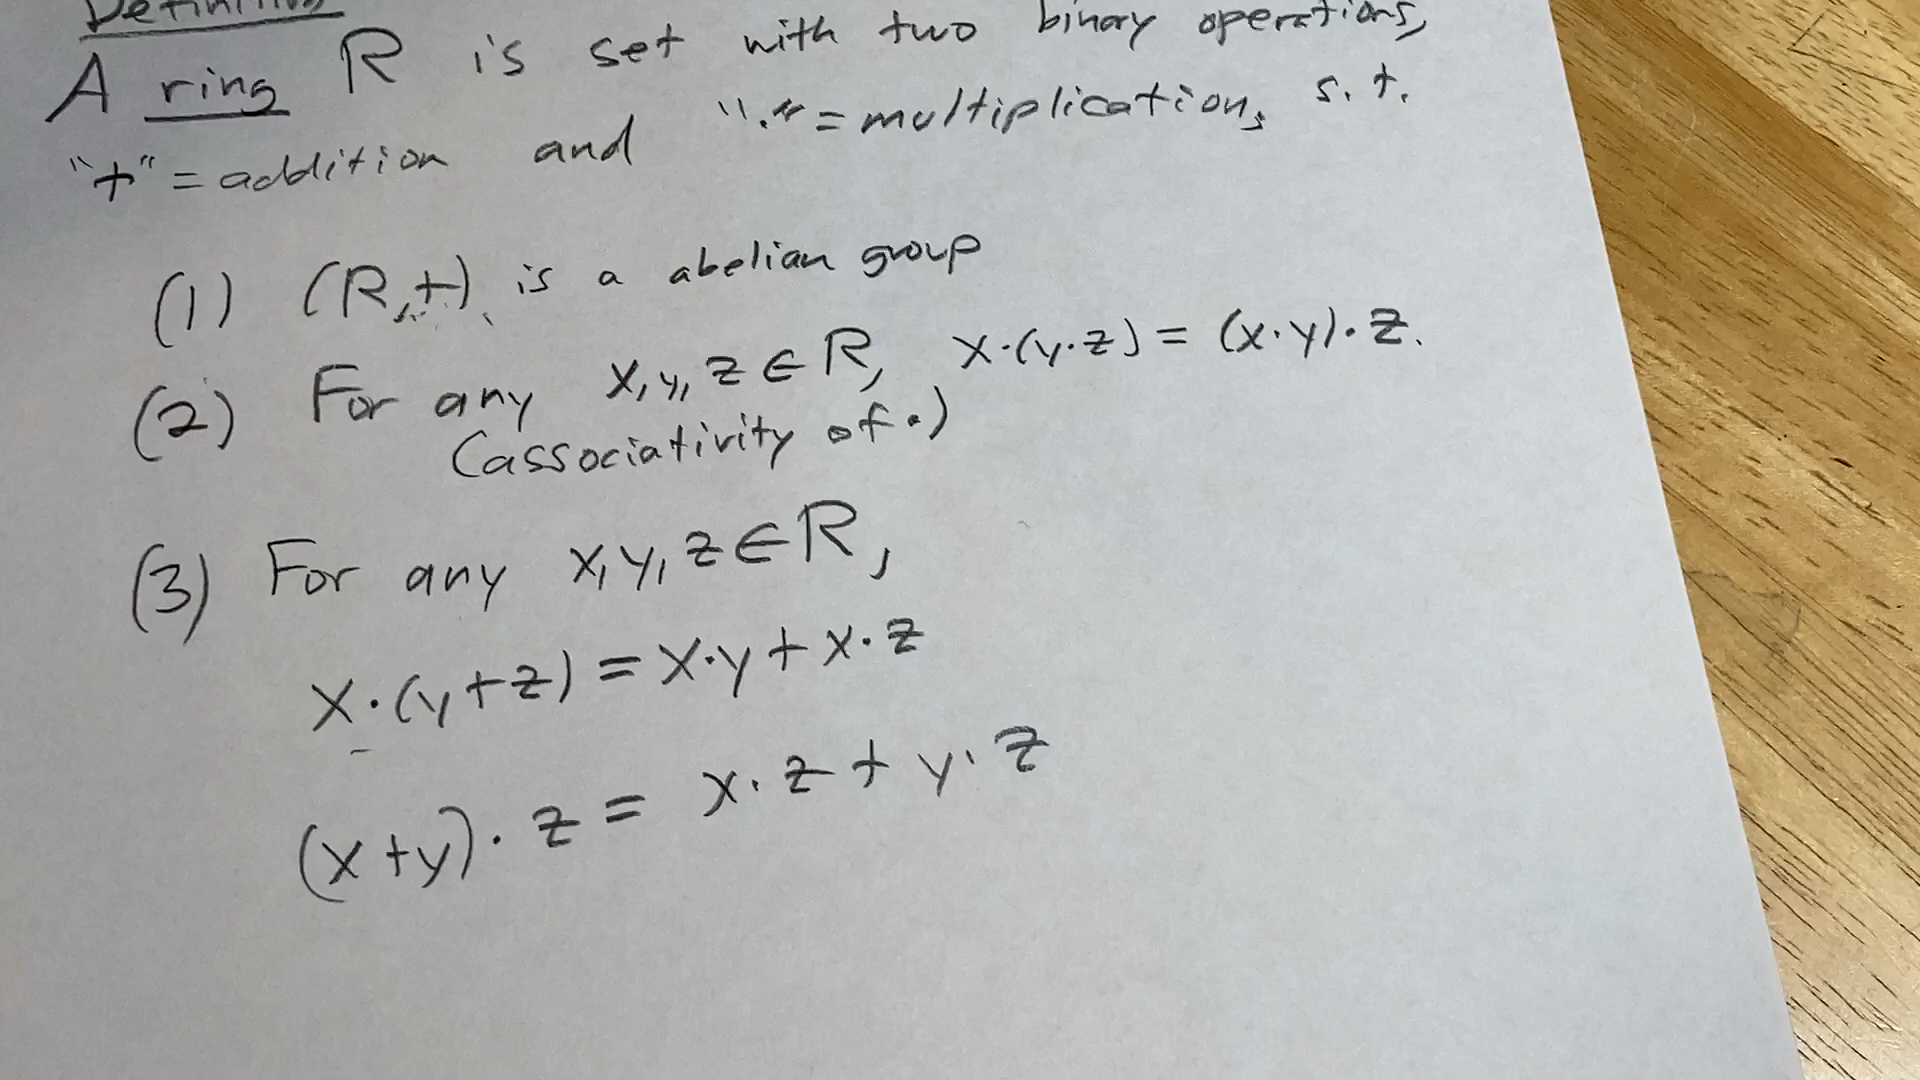 Definition
A ring R is set with two binary operations,
"+" = addition and "·" = multiplication, s.t.
(1) (R,+) is a abelian group
(2) For any x, y, z ∈ R, x·(y·z) = (x·y)·z.
(associativity of ·)
(3) For any x, y, z ∈ R,
x·(y+z) = x·y + x·z
(x+y)·z = x·z + y·z